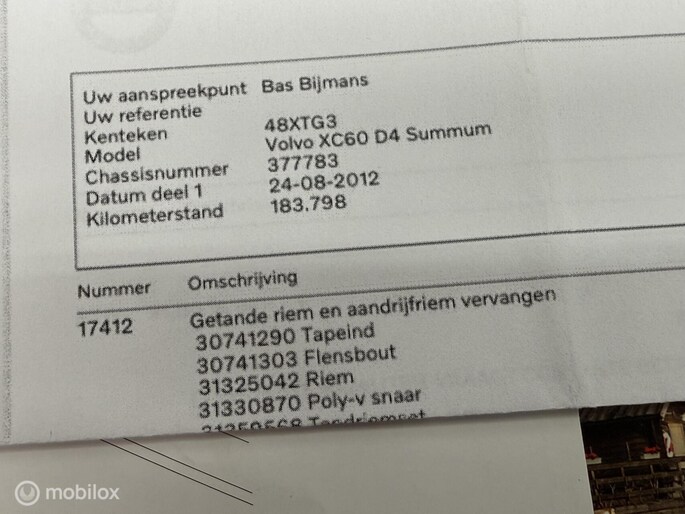 Uw aanspreekpunt Bas Bijmans
Uw referentie
Kenteken 48XTG3
Model Volvo XC60 D4 Summum
Chassisnummer 377783
Datum deel 1 24-08-2012
Kilometerstand 183.798
Nummer Omschrijving
17412 Getande riem en aandrijfriem vervangen
30741290 Tapeind
30741303 Flensbout
31325042 Riem
31330870 Poly-v snaar
mobilox